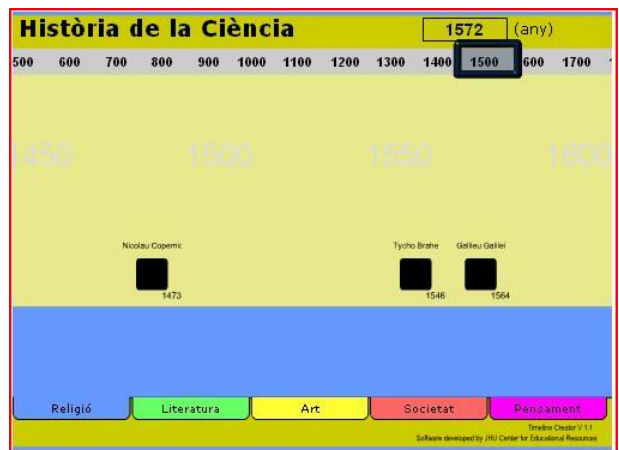 Història de la Ciència 1572 (any)
500 600 700 800 900 1000 1100 1200 1300 1400 1500 600 1700
1450 1500 1550 1600
Nicolau Copernic Tycho Brahe Galileu Galilei
1473 1546 1564
Religió Literatura Art Societat Pensament
Timeline Creator V 1.1
Software developed by JHU Center for Educational Resources